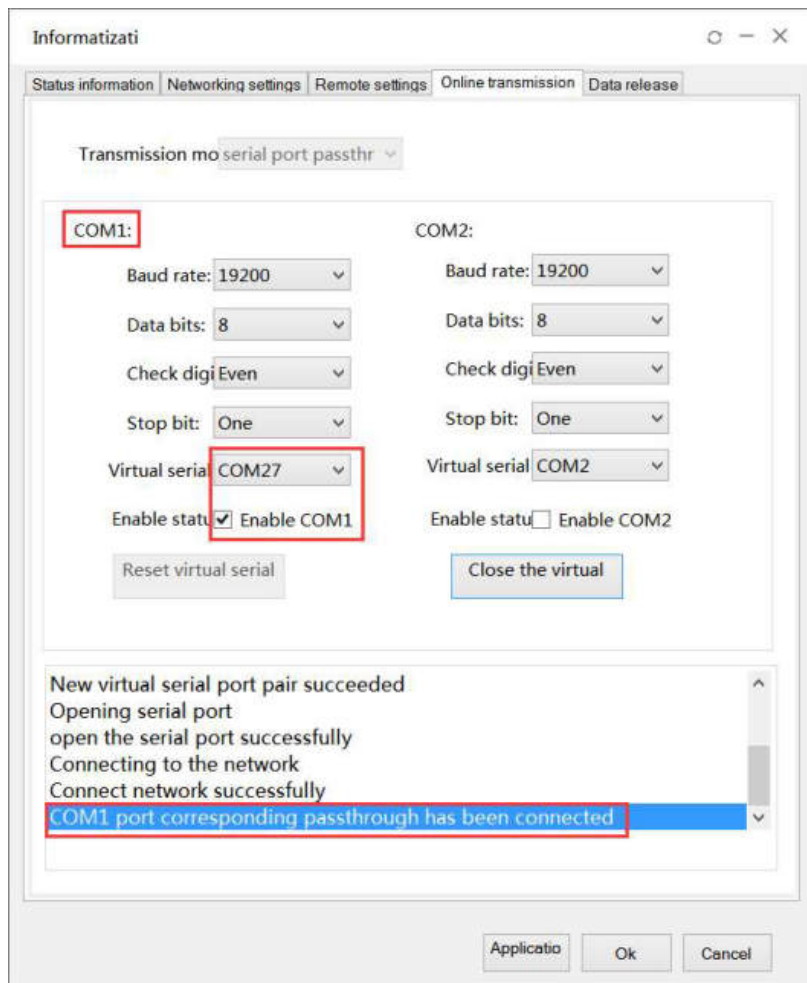 Informatizati
Status information Networking settings Remote settings Online transmission Data release
Transmission mo serial port passthr
COM1:
Baud rate: 19200
Data bits: 8
Check digi Even
Stop bit: One
Virtual serial COM27
Enable statu Enable COM1
Reset virtual serial
COM2:
Baud rate: 19200
Data bits: 8
Check digi Even
Stop bit: One
Virtual serial COM2
Enable statu Enable COM2
Close the virtual
New virtual serial port pair succeeded
Opening serial port
open the serial port successfully
Connecting to the network
Connect network successfully
COM1 port corresponding passthrough has been connected
Applicatio Ok Cancel